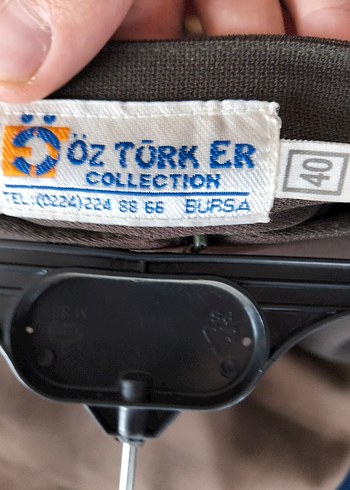 ÖZ TÜRK ER
COLLECTION
TEL:(0224)224 88 66 BURSA
40